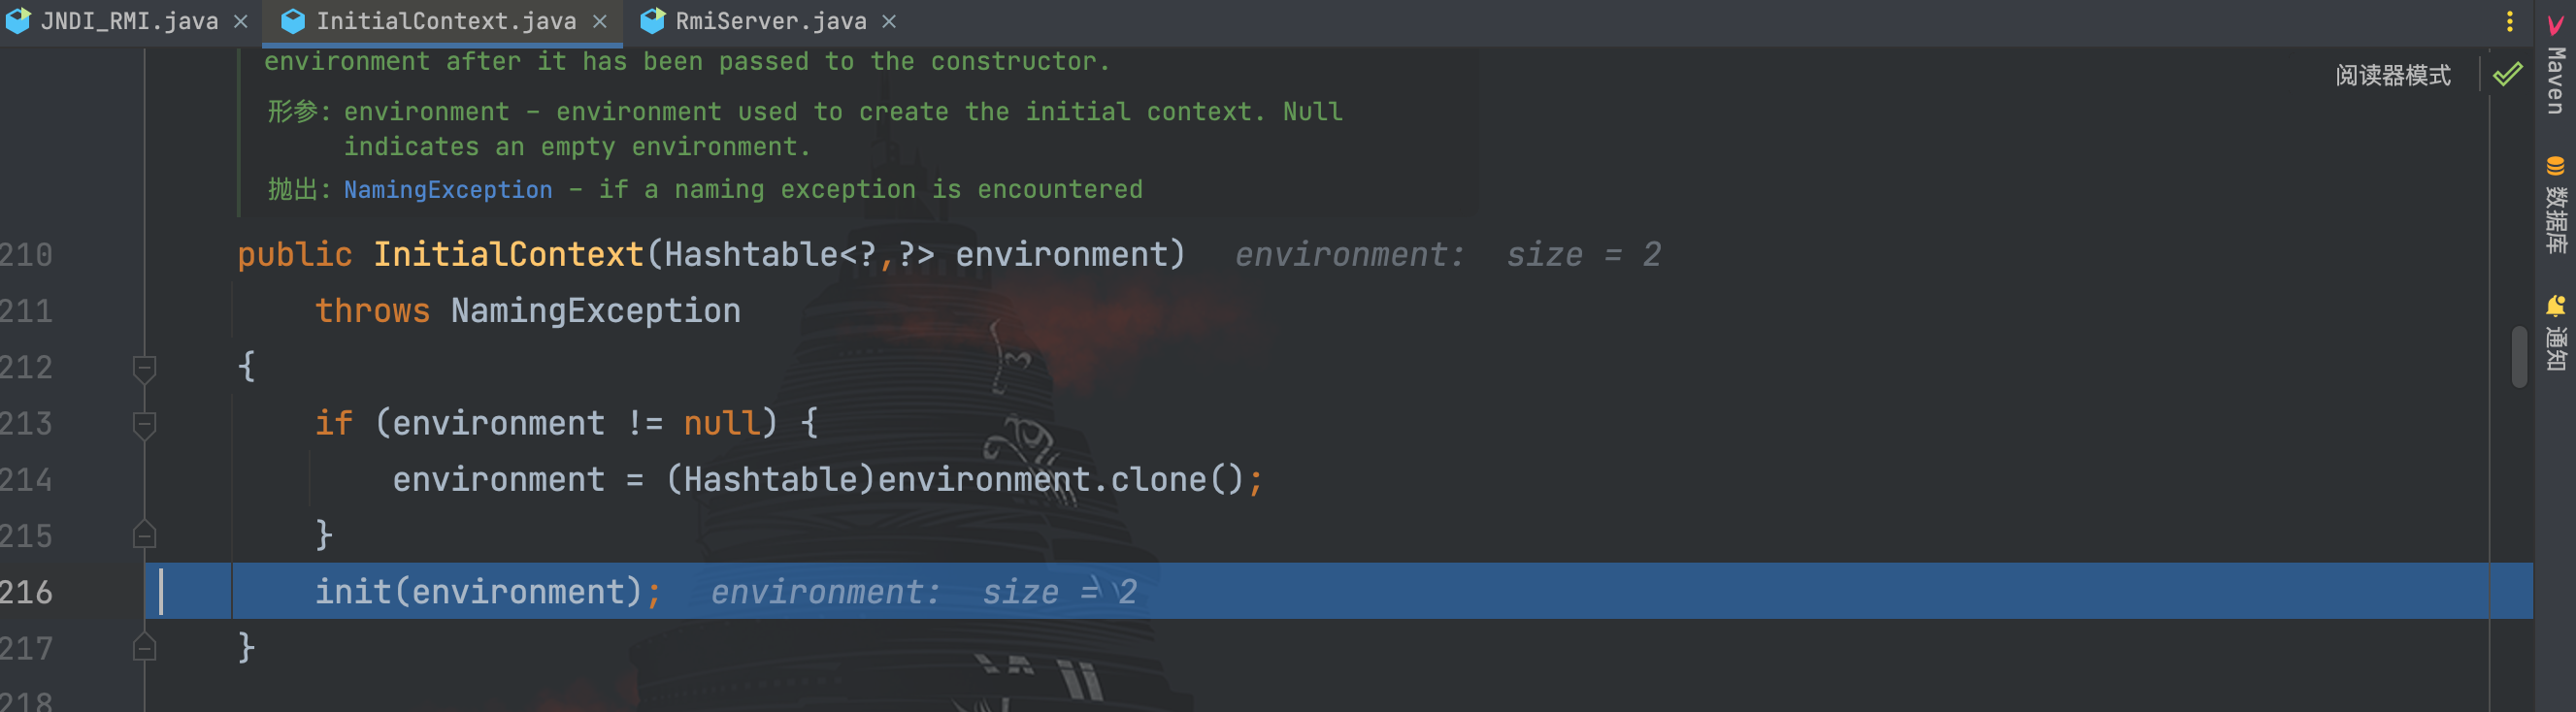 JNDI_RMI.java
InitialContext.java
RmiServer.java
environment after it has been passed to the constructor.
阅读器模式
形参: environment – environment used to create the initial context. Null
indicates an empty environment.
抛出: NamingException – if a naming exception is encountered
210 public InitialContext(Hashtable<?,?> environment) environment: size = 2
211 throws NamingException
212 {
213 if (environment != null) {
214 environment = (Hashtable)environment.clone();
215 }
216 init(environment); environment: size = 2
217 }
218
Maven
数据库
通知